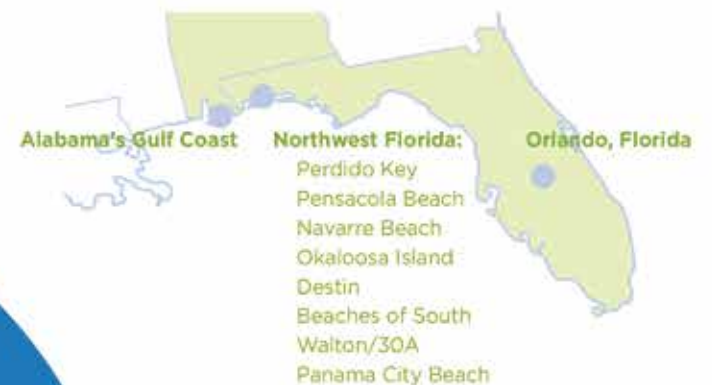 Alabama's Gulf Coast
Northwest Florida:
Perdido Key
Pensacola Beach
Navarre Beach
Okaloosa Island
Destin
Beaches of South
Walton/30A
Panama City Beach
Orlando, Florida